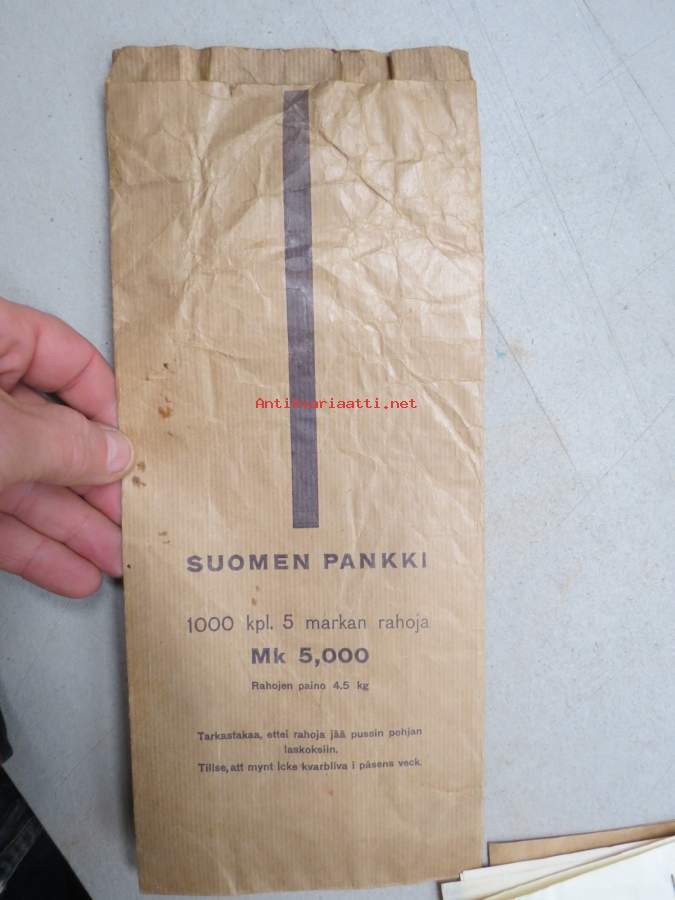 Antikvariaatti.net
SUOMEN PANKKI
1000 kpl. 5 markan rahoja
Mk 5,000
Rahojen paino 4.5 kg
Tarkastakaa, ettei rahoja jää pussin pohjan
laskoksiin.
Tillse, att mynt icke kvarbliva i påsens veck.